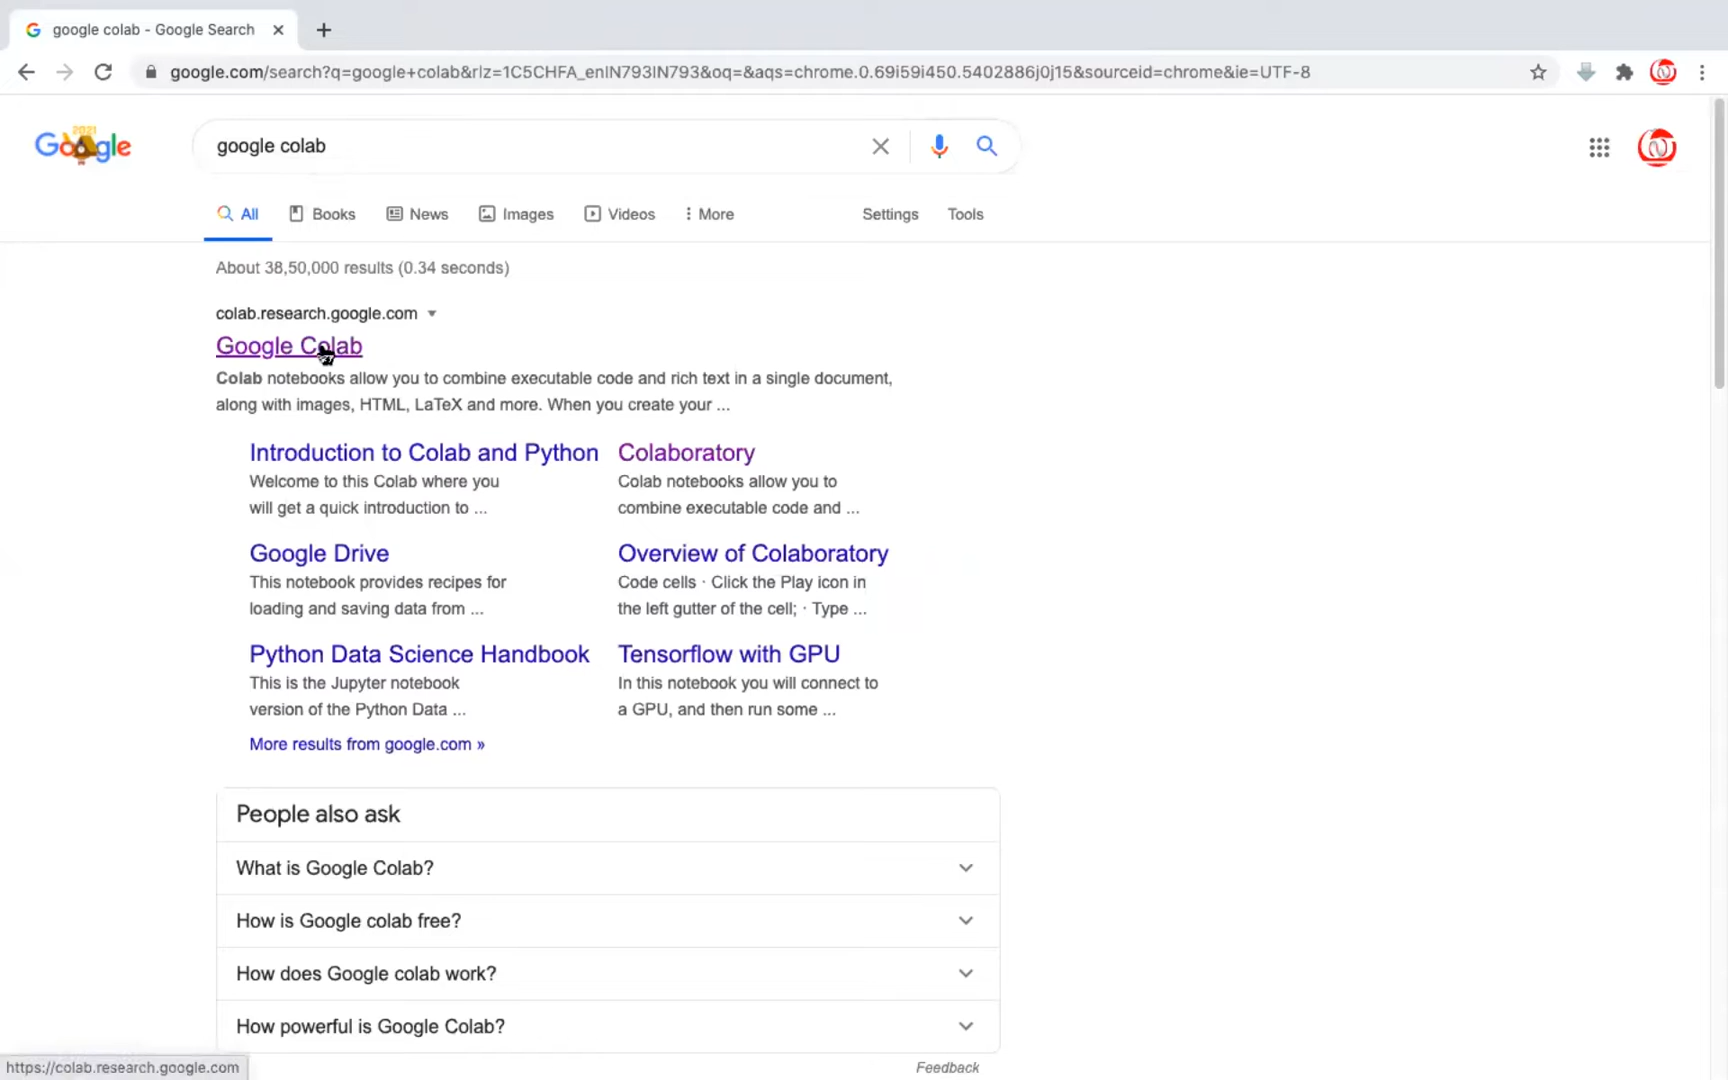 google colab - Google Search
google.com/search?q=google+colab&rlz=1C5CHFA_enIN793IN793&oq=&aqs=chrome.0.69i59i450.5402886j0j15&sourceid=chrome&ie=UTF-8
2021
Google
google colab
All Books News Images Videos More Settings Tools
About 38,50,000 results (0.34 seconds)
colab.research.google.com
Google Colab
Colab notebooks allow you to combine executable code and rich text in a single document,
along with images, HTML, LaTeX and more. When you create your ...
Introduction to Colab and Python
Welcome to this Colab where you
will get a quick introduction to ...
Colaboratory
Colab notebooks allow you to
combine executable code and ...
Google Drive
This notebook provides recipes for
loading and saving data from ...
Overview of Colaboratory
Code cells · Click the Play icon in
the left gutter of the cell; · Type ...
Python Data Science Handbook
This is the Jupyter notebook
version of the Python Data ...
Tensorflow with GPU
In this notebook you will connect to
a GPU, and then run some ...
More results from google.com »
People also ask
What is Google Colab?
How is Google colab free?
How does Google colab work?
How powerful is Google Colab?
Feedback
https://colab.research.google.com